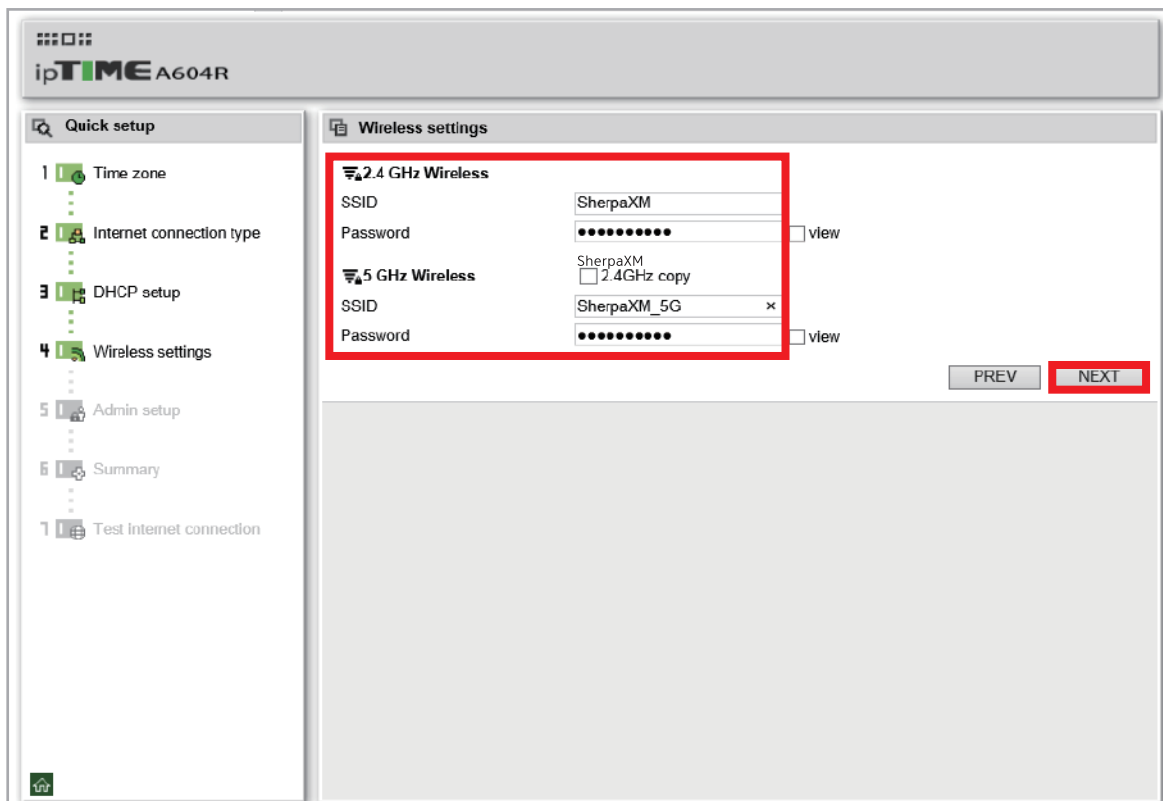 ipTIME A604R
Quick setup
1 Time zone
2 Internet connection type
3 DHCP setup
4 Wireless settings
5 Admin setup
6 Summary
7 Test internet connection
Wireless settings
2.4 GHz Wireless
SSID SherpaXM
Password ●●●●●●●●●● view
SherpaXM
5 GHz Wireless 2.4GHz copy
SSID SherpaXM_5G ×
Password ●●●●●●●●●● view
PREV NEXT